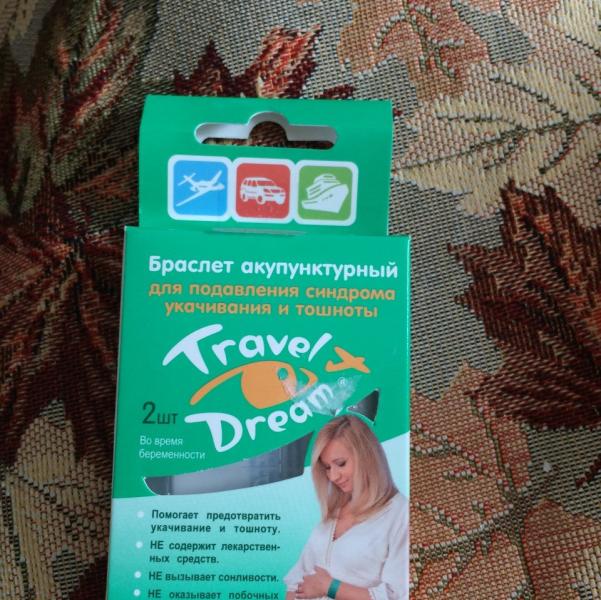 Браслет акупунктурный
для подавления синдрома
укачивания и тошноты
Travel
Dream®
2шт
Во время
беременности
• Помогает предотвратить
укачивание и тошноту.
• НЕ содержит лекарствен-
ных средств.
• НЕ вызывает сонливости.
• НЕ оказывает побочных